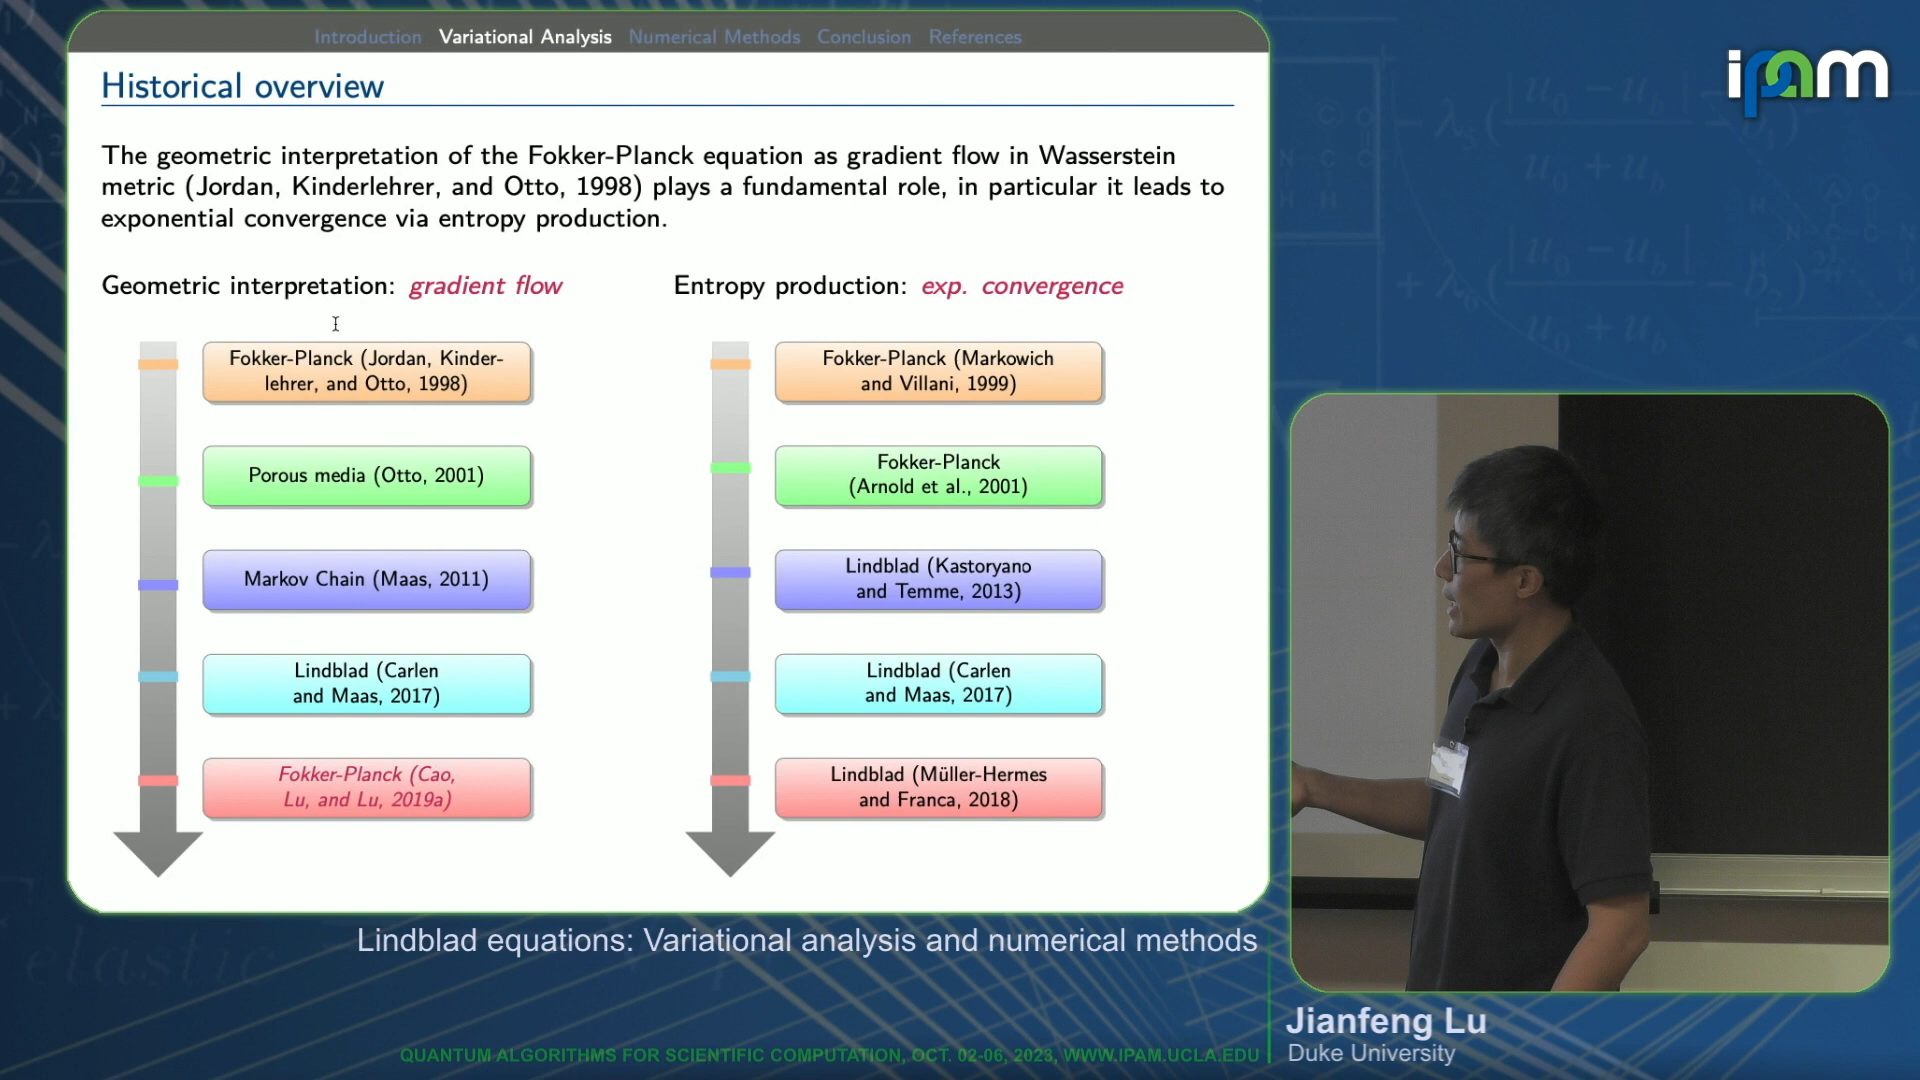 Introduction Variational Analysis Numerical Methods Conclusion References
Historical overview
The geometric interpretation of the Fokker-Planck equation as gradient flow in Wasserstein
metric (Jordan, Kinderlehrer, and Otto, 1998) plays a fundamental role, in particular it leads to
exponential convergence via entropy production.
Geometric interpretation: gradient flow
Fokker-Planck (Jordan, Kinder-
lehrer, and Otto, 1998)
Porous media (Otto, 2001)
Markov Chain (Maas, 2011)
Lindblad (Carlen
and Maas, 2017)
Fokker-Planck (Cao,
Lu, and Lu, 2019a)
Entropy production: exp. convergence
Fokker-Planck (Markowich
and Villani, 1999)
Fokker-Planck
(Arnold et al., 2001)
Lindblad (Kastoryano
and Temme, 2013)
Lindblad (Carlen
and Maas, 2017)
Lindblad (Müller-Hermes
and Franca, 2018)
ipam
Lindblad equations: Variational analysis and numerical methods
Jianfeng Lu
Duke University
QUANTUM ALGORITHMS FOR SCIENTIFIC COMPUTATION, OCT. 02-06, 2023, WWW.IPAM.UCLA.EDU
elastic